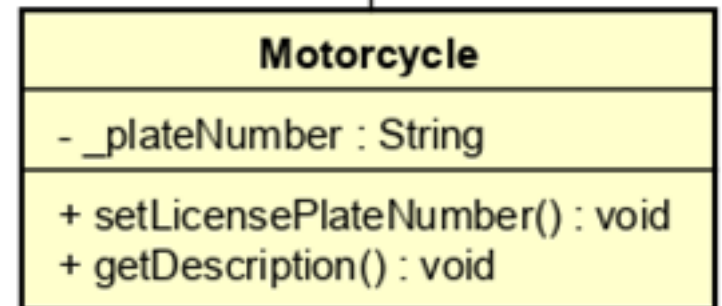 Motorcycle
- _plateNumber : String
+ setLicensePlateNumber() : void
+ getDescription() : void